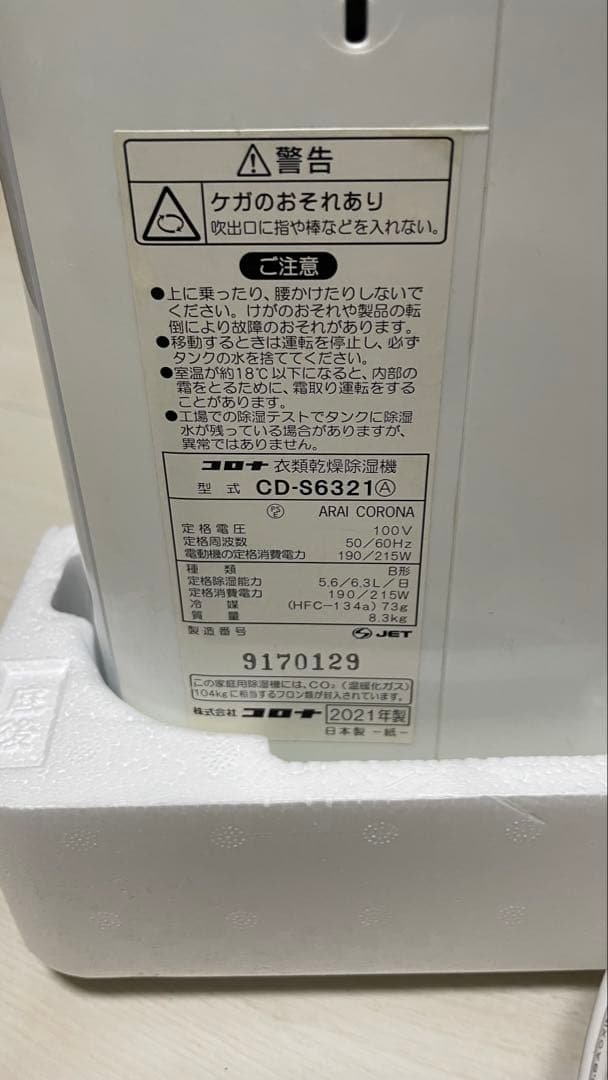 警告
ケガのおそれあり
吹出口に指や棒などを入れない。
ご注意
●上に乗ったり、腰かけたりしないで
ください。けがのおそれや製品の転
倒により故障のおそれがあります。
●移動するときは運転を停止し、必ず
タンクの水を捨ててください。
●室温が約18℃以下になると、内部の
霜をとるために、霜取り運転をする
ことがあります。
●工場での除湿テストでタンクに除湿
水が残っている場合がありますが、
異常ではありません。
コロナ 衣類乾燥除湿機
型式 CD-S6321Ⓐ
PSE ARAI CORONA
定格電圧 100V
定格周波数 50/60Hz
電動機の定格消費電力 190/215W
種類 B形
定格除湿能力 5.6/6.3L/日
定格消費電力 190/215W
冷媒 (HFC-134a) 73g
質量 8.3kg
製造番号 JET
9170129
この家庭用除湿機には、CO₂（温暖化ガス）
104kgに相当するフロン類が封入されています。
株式会社 コロナ 2021年製
日本製 -紙-